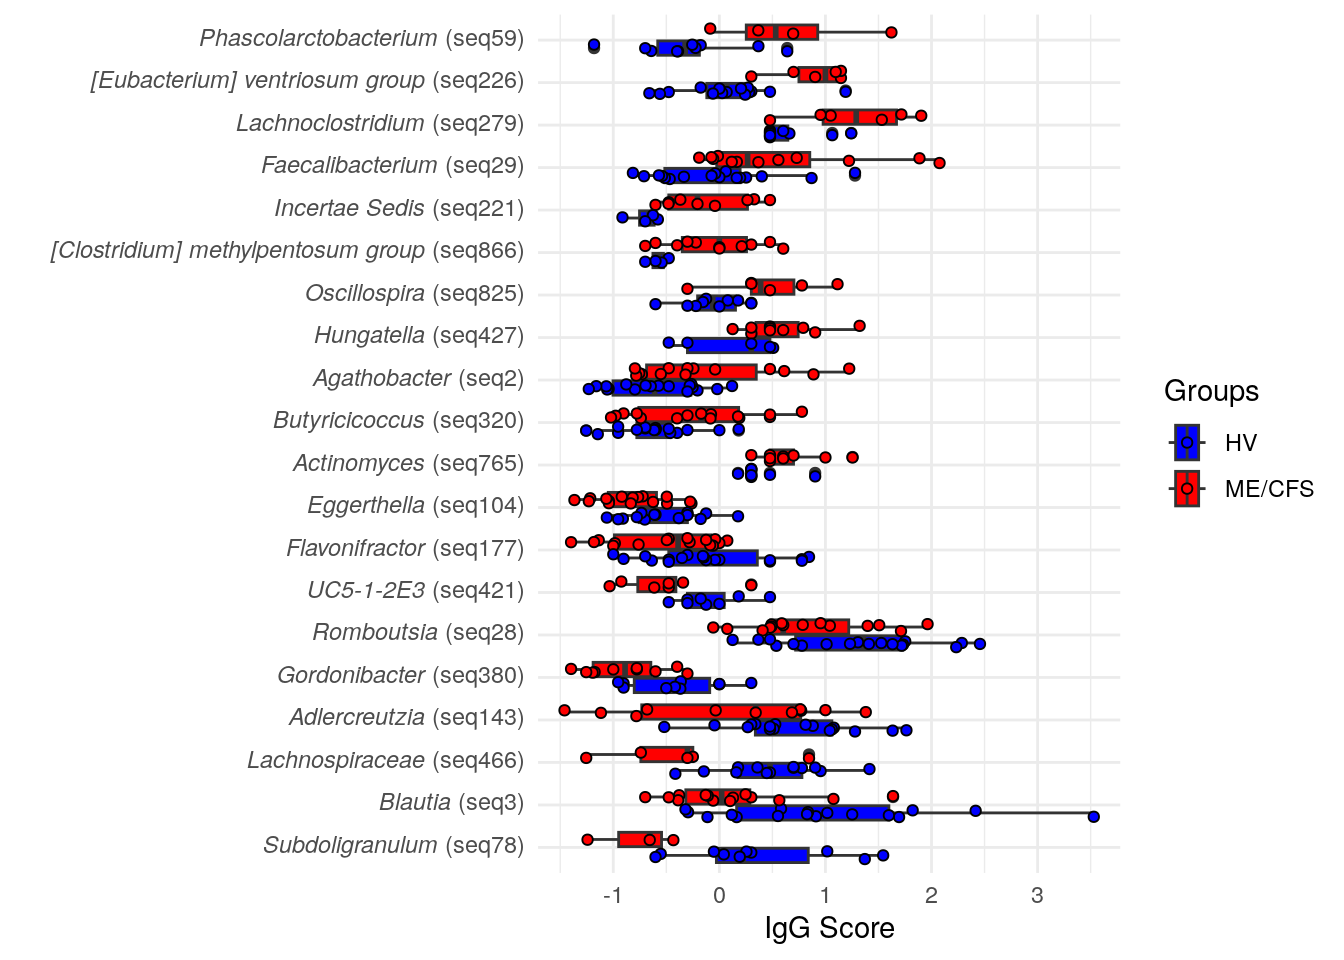 Phascolarctobacterium (seq59)
[Eubacterium] ventriosum group (seq226)
Lachnoclostridium (seq279)
Faecalibacterium (seq29)
Incertae Sedis (seq221)
[Clostridium] methylpentosum group (seq866)
Oscillospira (seq825)
Hungatella (seq427)
Agathobacter (seq2)
Butyricicoccus (seq320)
Actinomyces (seq765)
Eggerthella (seq104)
Flavonifractor (seq177)
UC5-1-2E3 (seq421)
Romboutsia (seq28)
Gordonibacter (seq380)
Adlercreutzia (seq143)
Lachnospiraceae (seq466)
Blautia (seq3)
Subdoligranulum (seq78)
-1 0 1 2 3
IgG Score
Groups
HV
ME/CFS